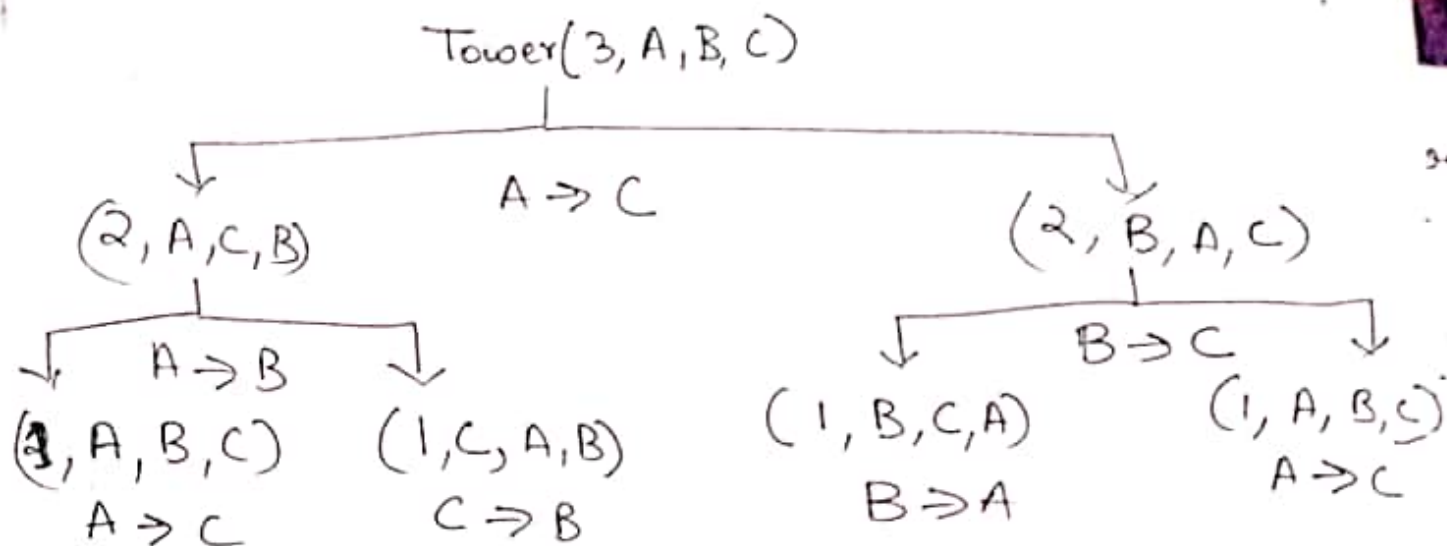 Tower(3, A, B, C)
A → C
(2, A, C, B)
(2, B, A, C)
A → B
B → C
(1, A, B, C)
(1, C, A, B)
(1, B, C, A)
(1, A, B, C)
A → C
C → B
B → A
A → C